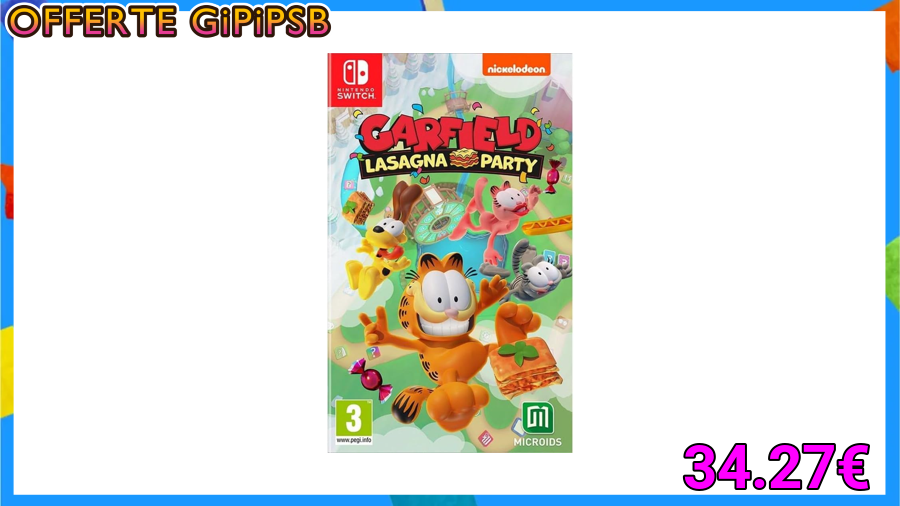 OFFERTE GiPiPSB
NINTENDO
SWITCH.
nickelodeon
GARFIELD
LASAGNA PARTY
3
www.pegi.info
MICROIDS
34.27€